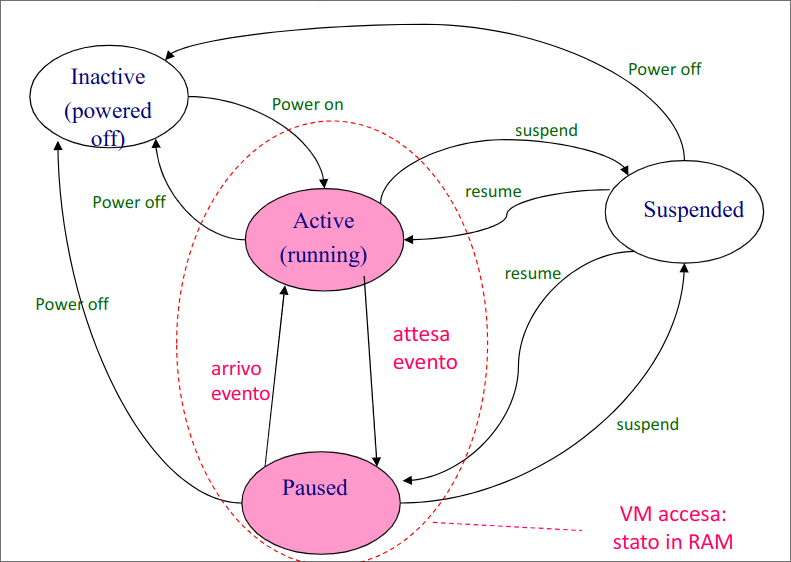 Inactive
(powered
off)
Power off
Power on
suspend
resume
Power off
Active
(running)
Suspended
resume
Power off
attesa
evento
arrivo
evento
suspend
Paused
VM accesa:
stato in RAM